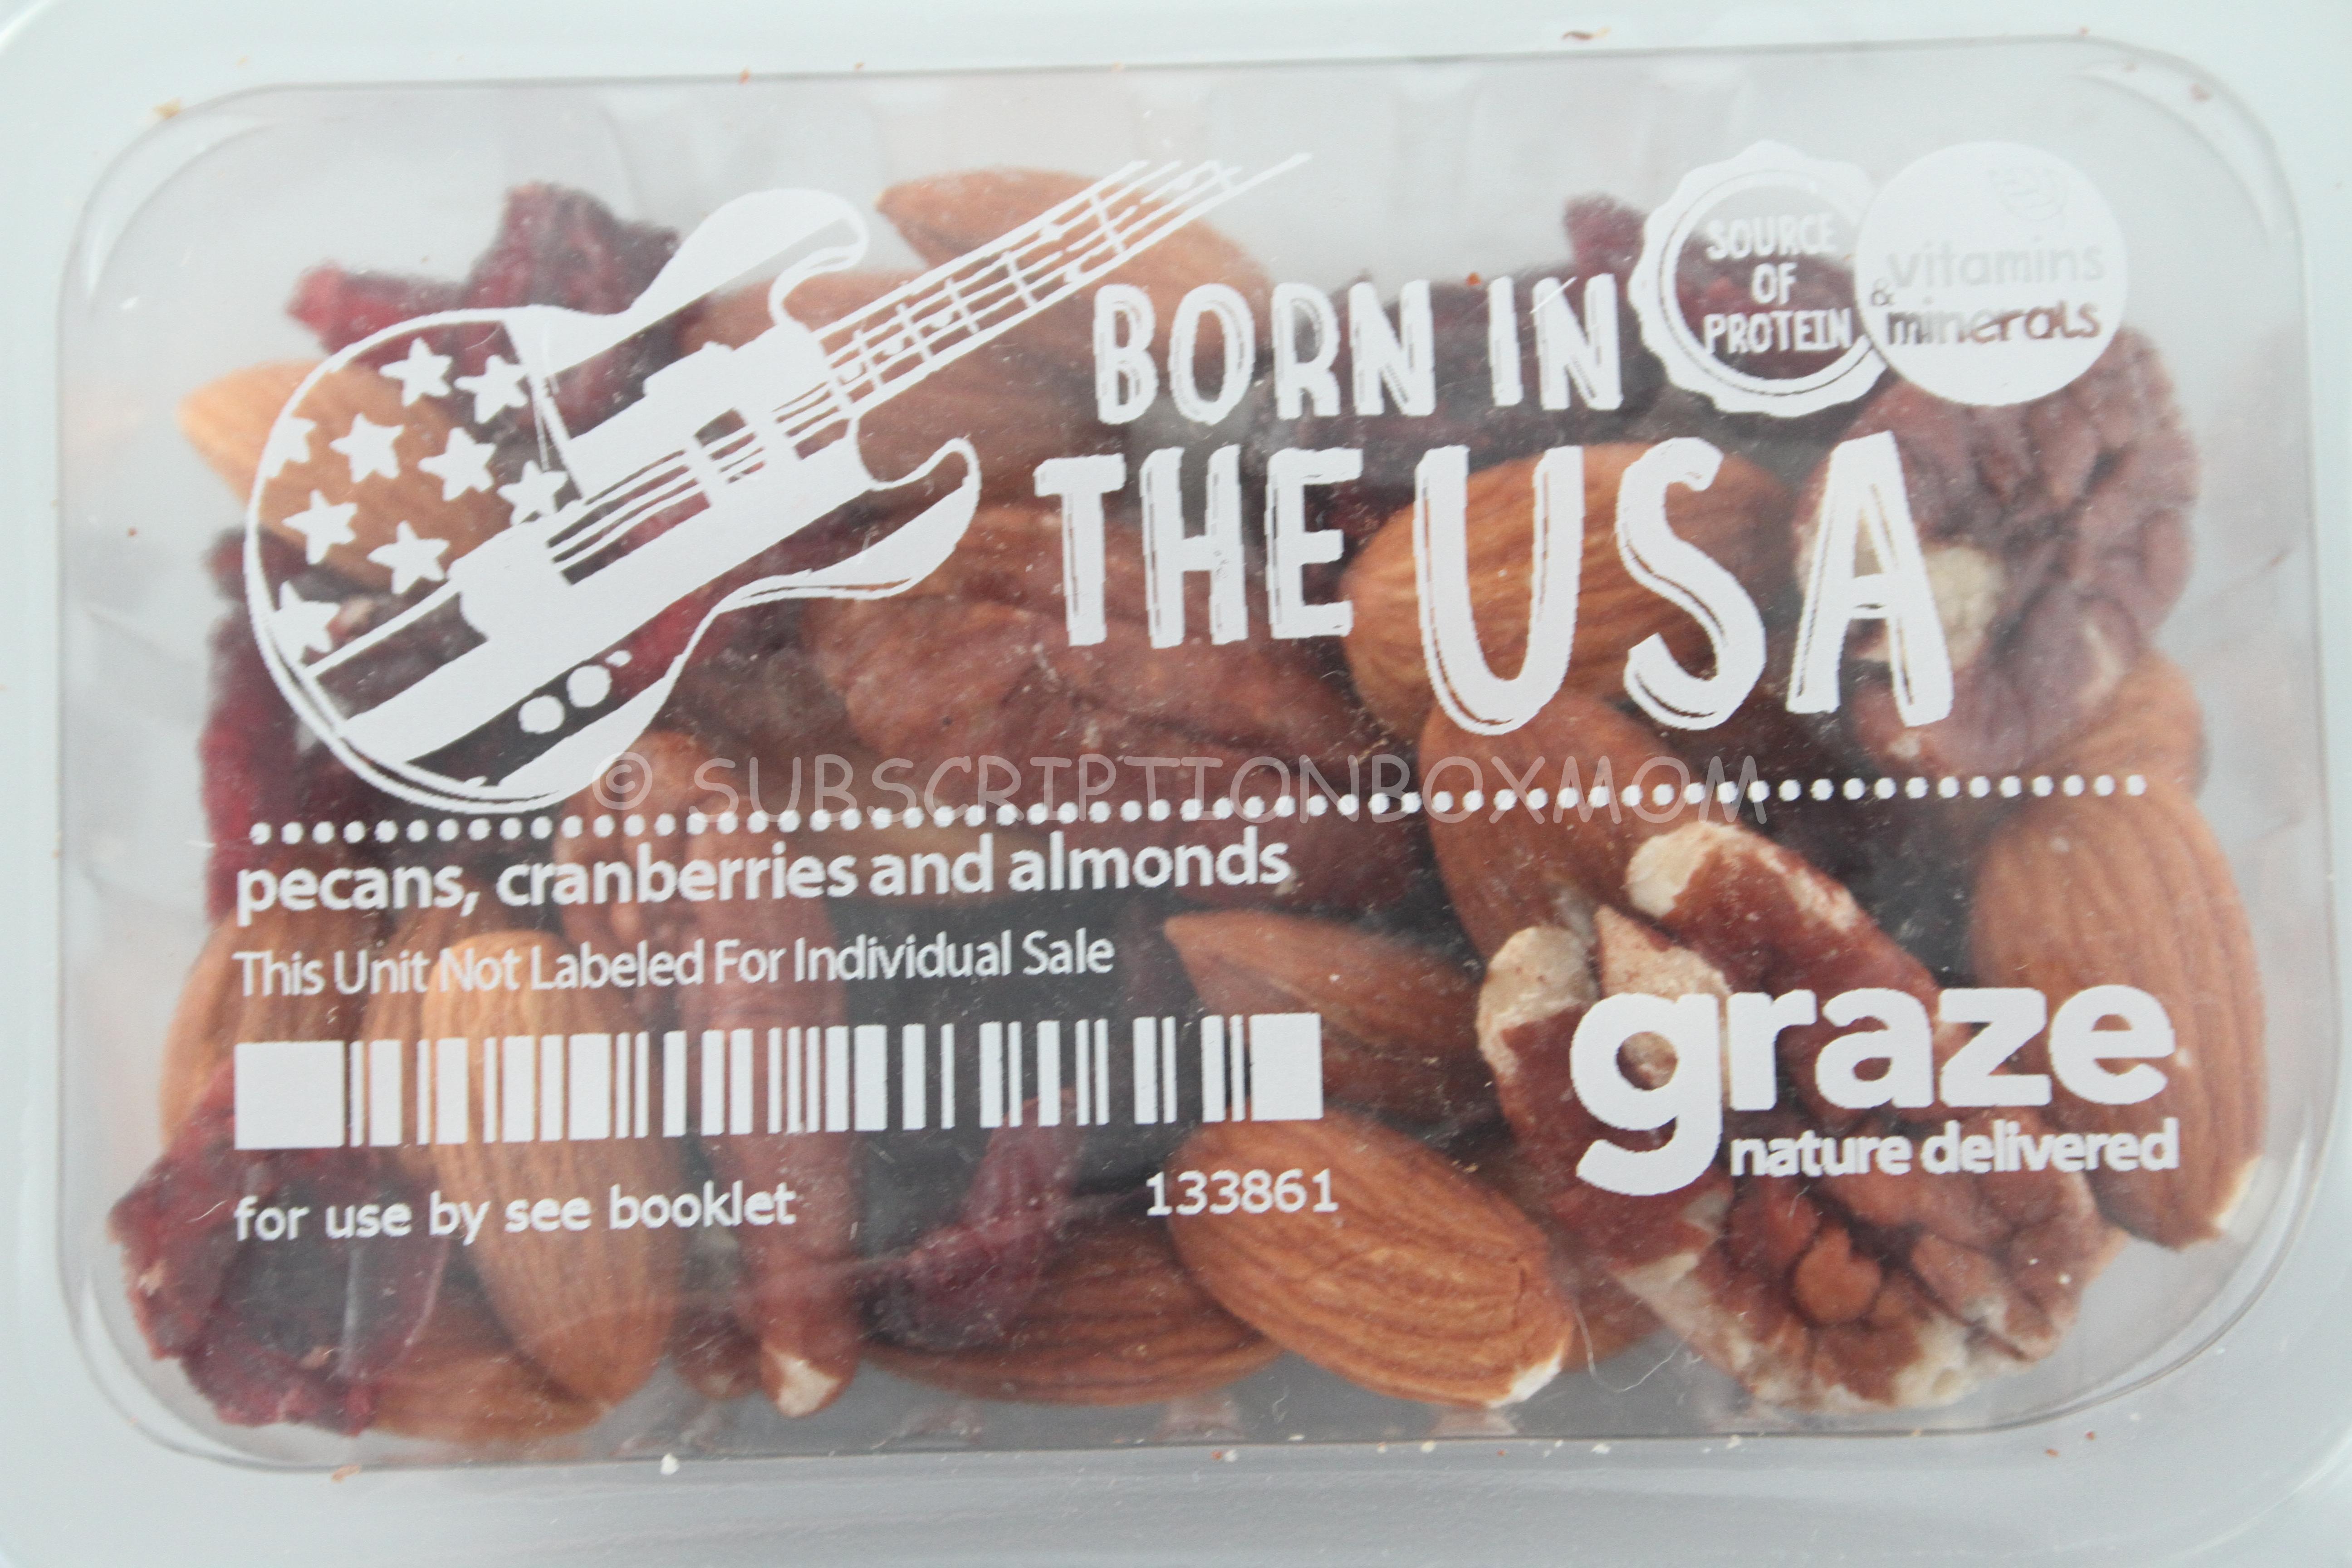 BORN IN
THE USA
SOURCE
OF
PROTEIN
vitamins
& minerals
© SUBSCRIPTIONBOXMOM
pecans, cranberries and almonds
This Unit Not Labeled For Individual Sale
for use by see booklet
133861
graze
nature delivered